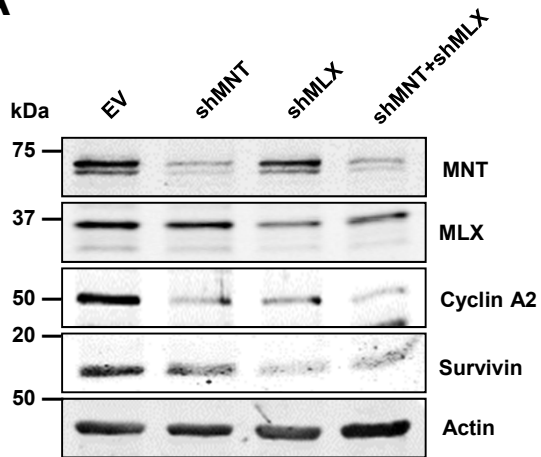 A
kDa
EV
shMNT
shMLX
shMNT+shMLX
75
MNT
37
MLX
50
Cyclin A2
20
Survivin
50
Actin